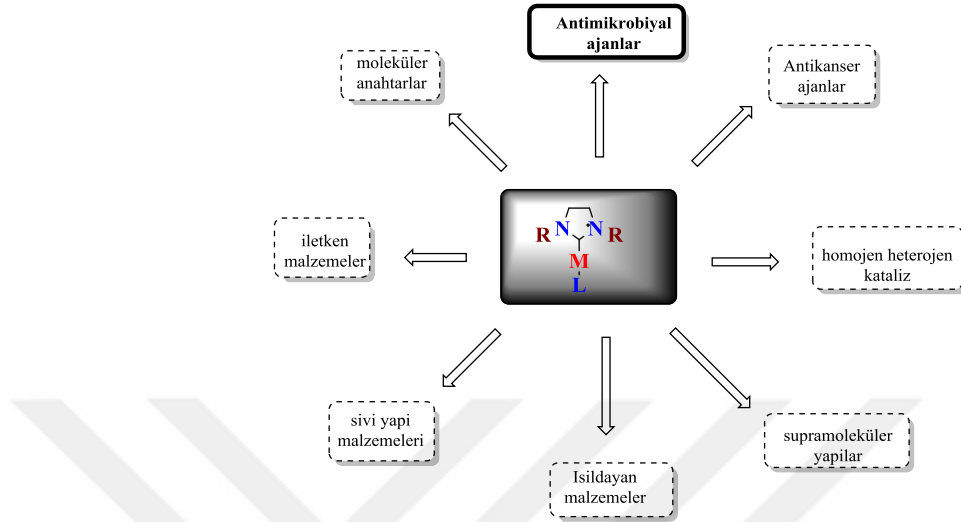 Antimikrobiyal
ajanlar
moleküler
anahtarlar
Antikanser
ajanlar
N N
R R
M
L
iletken
malzemeler
homojen heterojen
kataliz
sivi yapi
malzemeleri
supramoleküler
yapilar
Isildayan
malzemeler